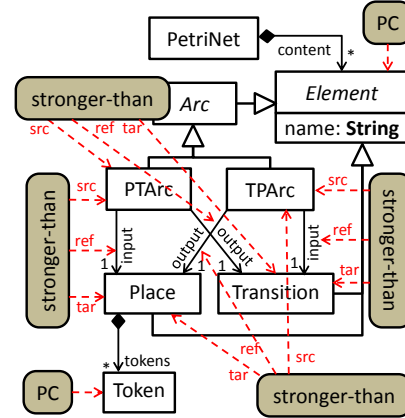 PetriNet
PC
content
*
stronger-than
Arc
Element
name: String
src
ref
tar
PTArc
TPArc
src
src
stronger-than
ref
input
output
output
input
ref
stronger-than
1
1
1
1
tar
tar
Place
Transition
ref
src
tar
*
tokens
PC
Token
stronger-than